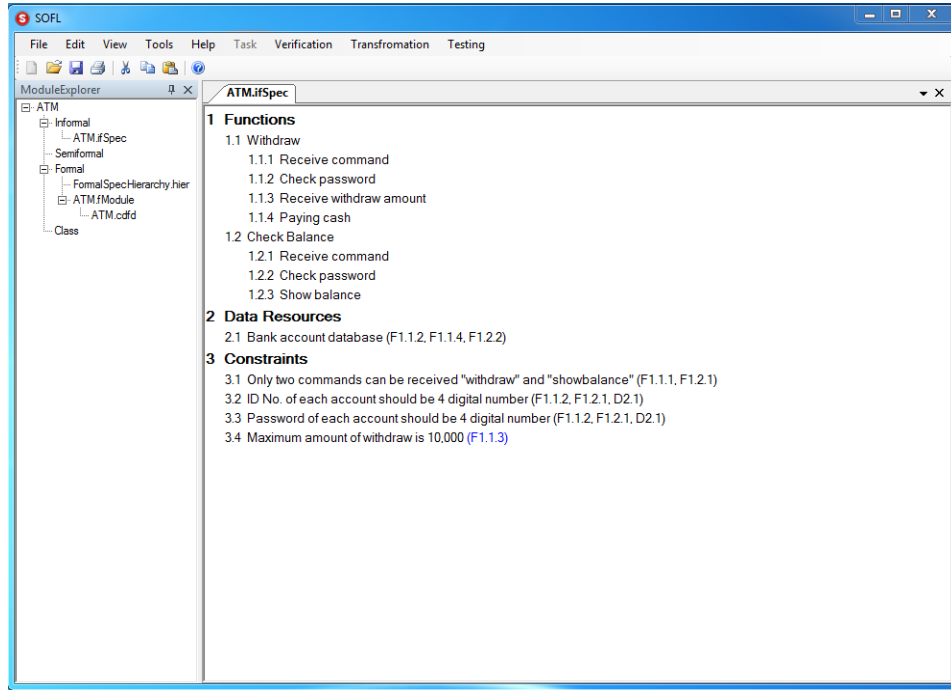 SOFL
File Edit View Tools Help Task Verification Transfromation Testing
ModuleExplorer
ATM.ifSpec
ATM
Informal
ATM.ifSpec
Semiformal
Formal
FormalSpecHierarchy.hier
ATM.fModule
ATM.cdfd
Class
1 Functions
1.1 Withdraw
1.1.1 Receive command
1.1.2 Check password
1.1.3 Receive withdraw amount
1.1.4 Paying cash
1.2 Check Balance
1.2.1 Receive command
1.2.2 Check password
1.2.3 Show balance
2 Data Resources
2.1 Bank account database (F1.1.2, F1.1.4, F1.2.2)
3 Constraints
3.1 Only two commands can be received "withdraw" and "showbalance" (F1.1.1, F1.2.1)
3.2 ID No. of each account should be 4 digital number (F1.1.2, F1.2.1, D2.1)
3.3 Password of each account should be 4 digital number (F1.1.2, F1.2.1, D2.1)
3.4 Maximum amount of withdraw is 10,000 (F1.1.3)